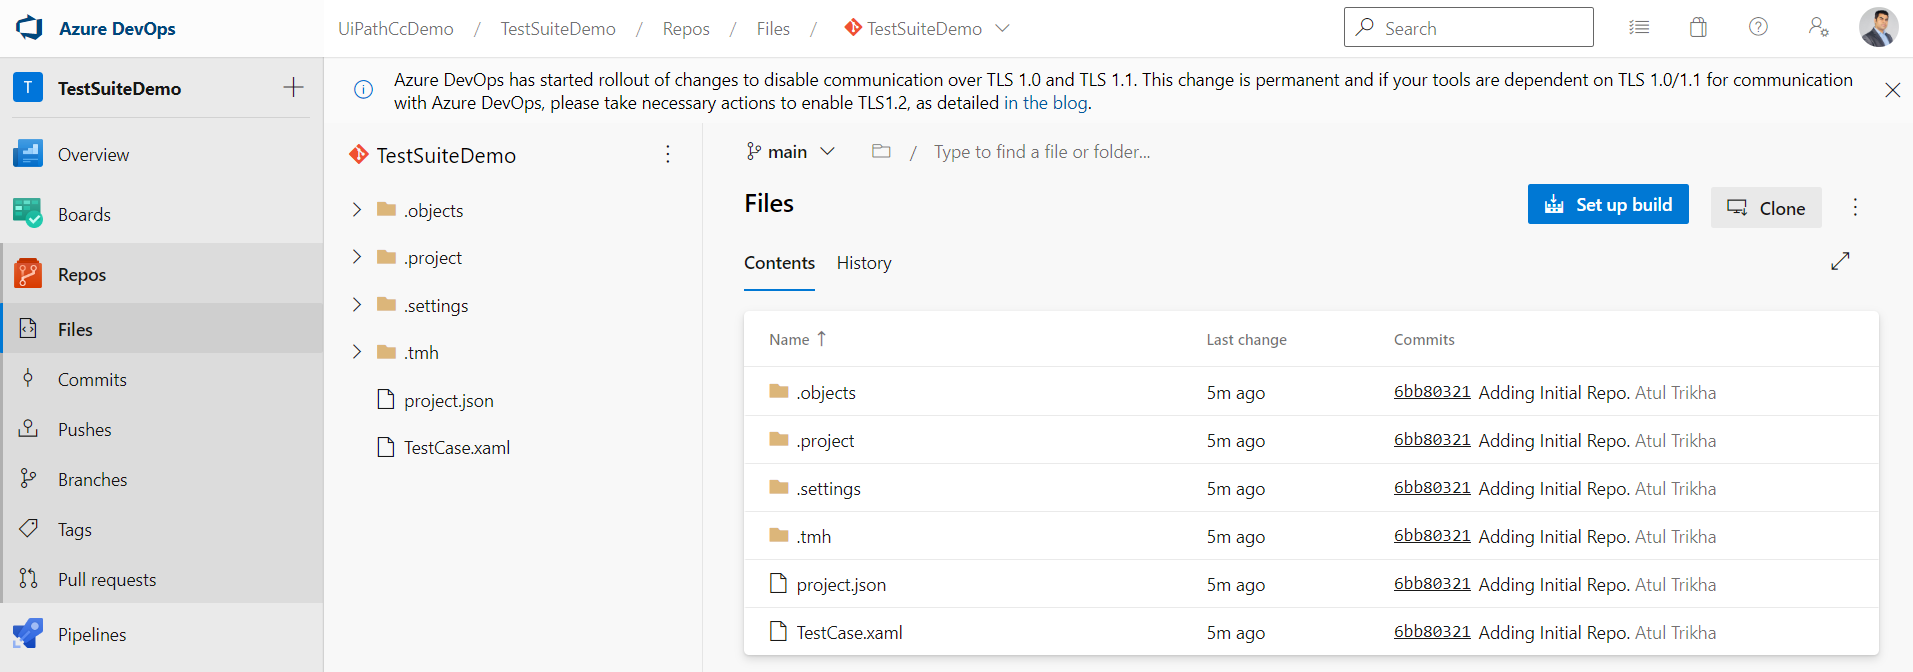 Azure DevOps
UiPathCcDemo / TestSuiteDemo / Repos / Files / TestSuiteDemo
Search
T TestSuiteDemo
Overview
Boards
Repos
Files
Commits
Pushes
Branches
Tags
Pull requests
Pipelines
Azure DevOps has started rollout of changes to disable communication over TLS 1.0 and TLS 1.1. This change is permanent and if your tools are dependent on TLS 1.0/1.1 for communication
with Azure DevOps, please take necessary actions to enable TLS1.2, as detailed in the blog.
TestSuiteDemo
.objects
.project
.settings
.tmh
project.json
TestCase.xaml
main / Type to find a file or folder...
Files
Set up build
Clone
Contents History
Name Last change Commits
.objects 5m ago 6bb80321 Adding Initial Repo. Atul Trikha
.project 5m ago 6bb80321 Adding Initial Repo. Atul Trikha
.settings 5m ago 6bb80321 Adding Initial Repo. Atul Trikha
.tmh 5m ago 6bb80321 Adding Initial Repo. Atul Trikha
project.json 5m ago 6bb80321 Adding Initial Repo. Atul Trikha
TestCase.xaml 5m ago 6bb80321 Adding Initial Repo. Atul Trikha